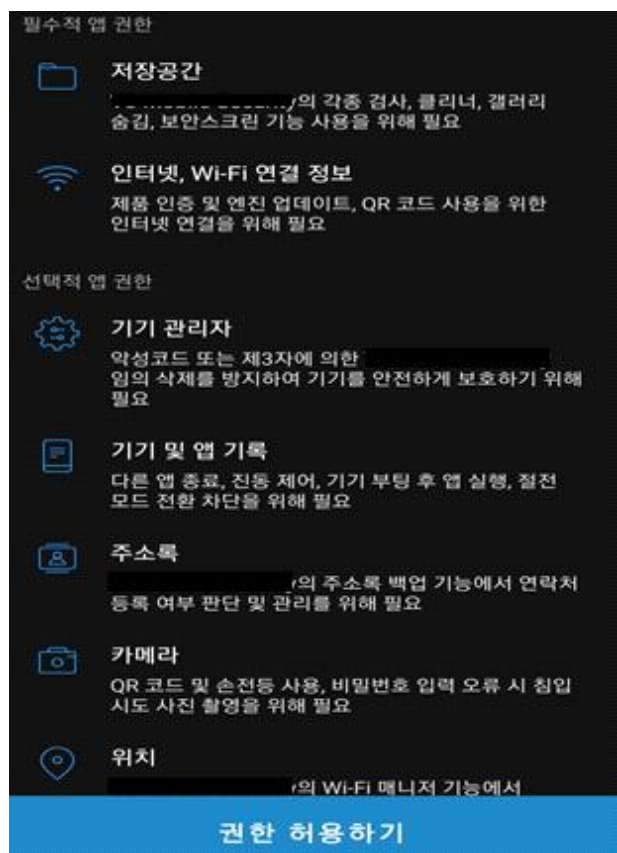 필수적 앱 권한
저장공간
의 각종 검사, 클리너, 갤러리
숨김, 보안스크린 기능 사용을 위해 필요
인터넷, Wi-Fi 연결 정보
제품 인증 및 엔진 업데이트, QR 코드 사용을 위한
인터넷 연결을 위해 필요
선택적 앱 권한
기기 관리자
악성코드 또는 제3자에 의한
임의 삭제를 방지하여 기기를 안전하게 보호하기 위해
필요
기기 및 앱 기록
다른 앱 종료, 진동 제어, 기기 부팅 후 앱 실행, 절전
모드 전환 차단을 위해 필요
주소록
의 주소록 백업 기능에서 연락처
등록 여부 판단 및 관리를 위해 필요
카메라
QR 코드 및 손전등 사용, 비밀번호 입력 오류 시 침입
시도 사진 촬영을 위해 필요
위치
의 Wi-Fi 매니저 기능에서
권한 허용하기